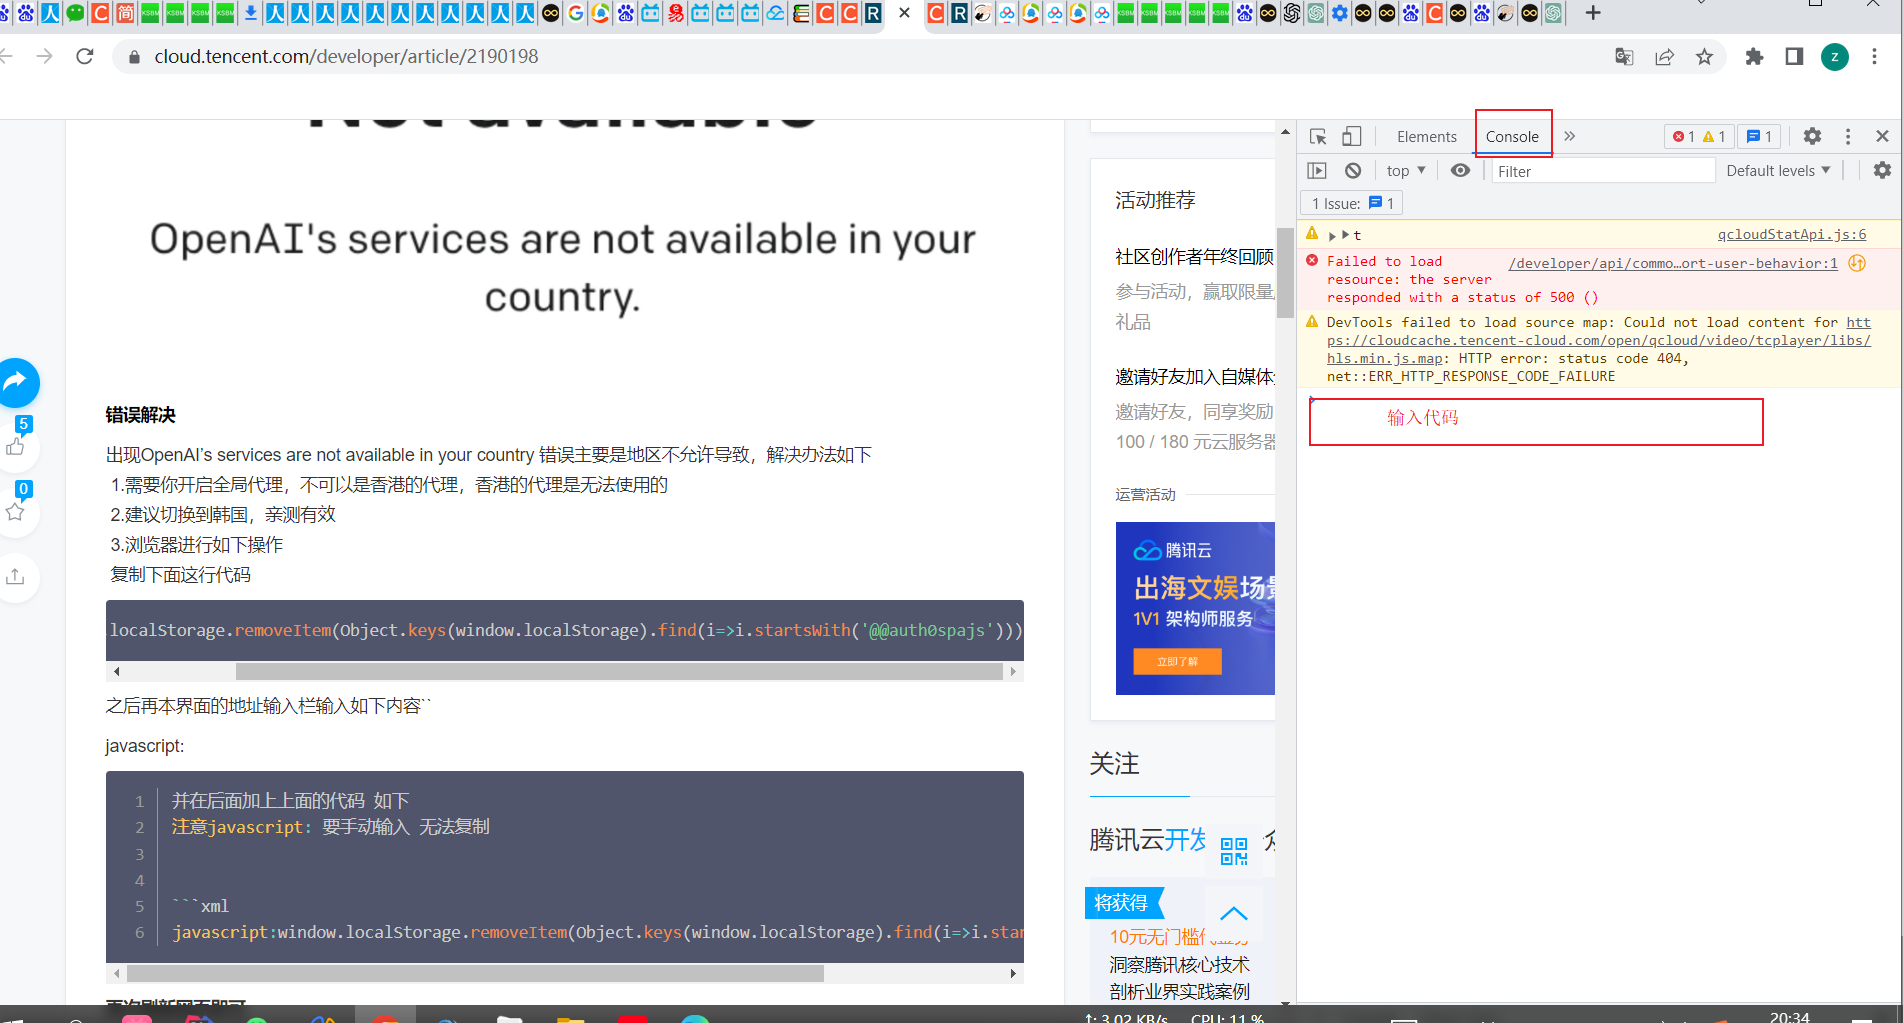 cloud.tencent.com/developer/article/2190198
z
Not available
OpenAI's services are not available in your
country.
5
0
错误解决
出现OpenAI’s services are not available in your country 错误主要是地区不允许导致，解决办法如下
1.需要你开启全局代理，不可以是香港的代理，香港的代理是无法使用的
2.建议切换到韩国，亲测有效
3.浏览器进行如下操作
复制下面这行代码
.localStorage.removeItem(Object.keys(window.localStorage).find(i=>i.startsWith('@@auth0spajs')))
之后再本界面的地址输入栏输入如下内容``
javascript:
1 并在后面加上上面的代码 如下
2 注意javascript: 要手动输入 无法复制
3
4
5 ```xml
6 javascript:window.localStorage.removeItem(Object.keys(window.localStorage).find(i=>i.star
再次刷新网页即可
活动推荐
社区创作者年终回顾
参与活动，赢取限量
礼品
邀请好友加入自媒体
邀请好友，同享奖励
100 / 180 元云服务器
运营活动
腾讯云
出海文娱场景
1V1 架构师服务
立即了解
关注
腾讯云开发
将获得
10元无门槛代
洞察腾讯核心技术
剖析业界实践案例
Elements
Console
1
1
1
top
Filter
Default levels
1 Issue:
1
t
qcloudStatApi.js:6
Failed to load /developer/api/commo…ort-user-behavior:1
resource: the server
responded with a status of 500 ()
DevTools failed to load source map: Could not load content for htt
ps://cloudcache.tencent-cloud.com/open/qcloud/video/tcplayer/libs/
hls.min.js.map: HTTP error: status code 404,
net::ERR_HTTP_RESPONSE_CODE_FAILURE
输入代码
↑: 3.02 KB/s CPU: 11 %
20:34